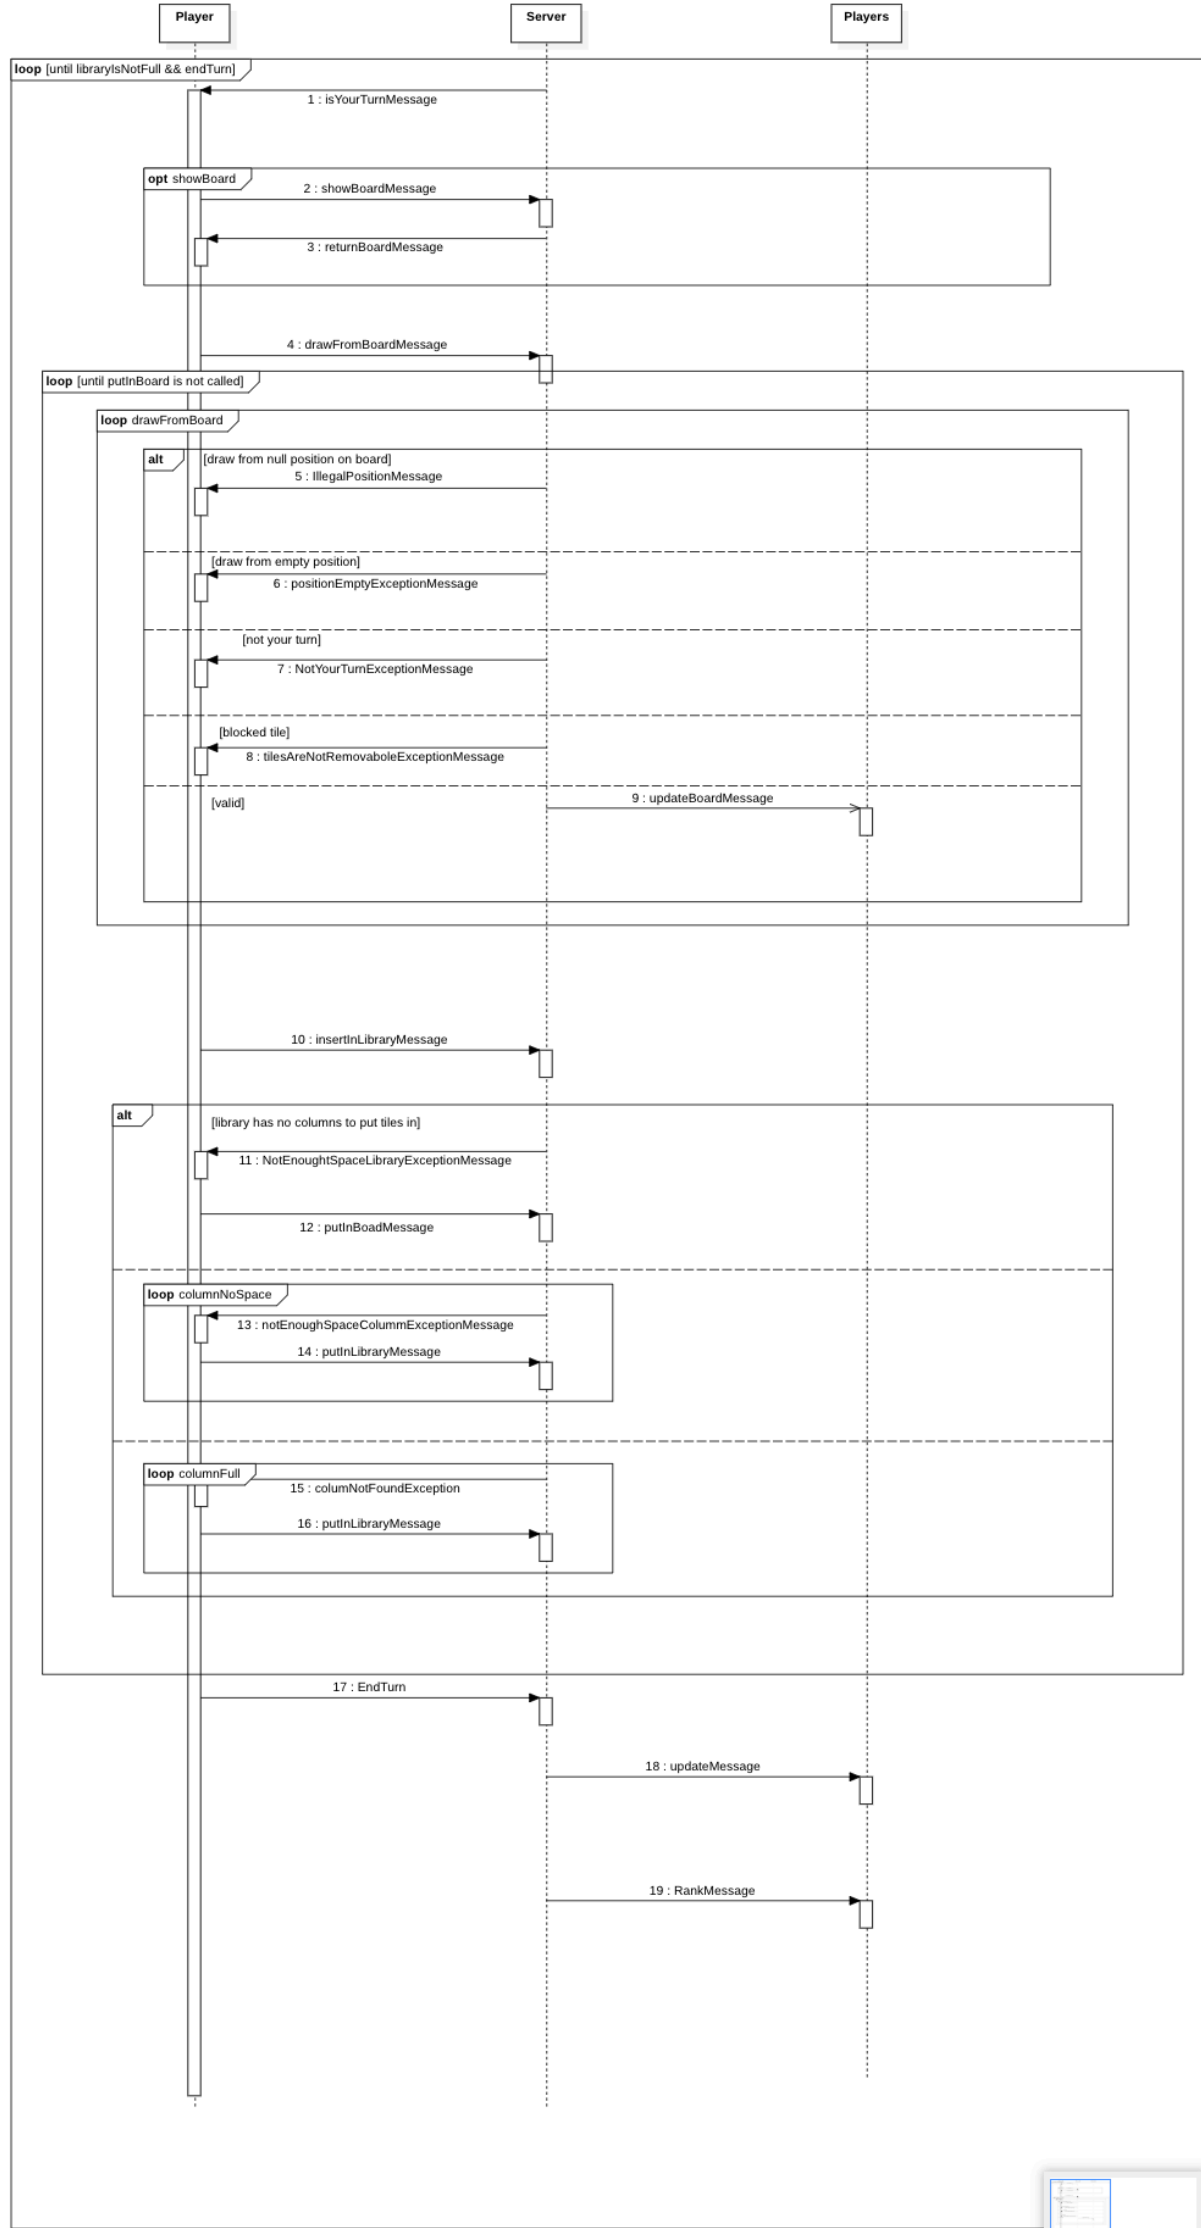 Player
Server
Players
loop [until libraryIsNotFull && endTurn]
1 : isYourTurnMessage
opt showBoard
2 : showBoardMessage
3 : returnBoardMessage
4 : drawFromBoardMessage
loop [until putInBoard is not called]
loop drawFromBoard
alt [draw from null position on board]
5 : IllegalPositionMessage
[draw from empty position]
6 : positionEmptyExceptionMessage
[not your turn]
7 : NotYourTurnExceptionMessage
[blocked tile]
8 : tilesAreNotRemovaboleExceptionMessage
[valid]
9 : updateBoardMessage
10 : insertInLibraryMessage
alt
[library has no columns to put tiles in]
11 : NotEnoughtSpaceLibraryExceptionMessage
12 : putInBoadMessage
loop columnNoSpace
13 : notEnoughSpaceColummExceptionMessage
14 : putInLibraryMessage
loop columnFull
15 : columNotFoundException
16 : putInLibraryMessage
17 : EndTurn
18 : updateMessage
19 : RankMessage